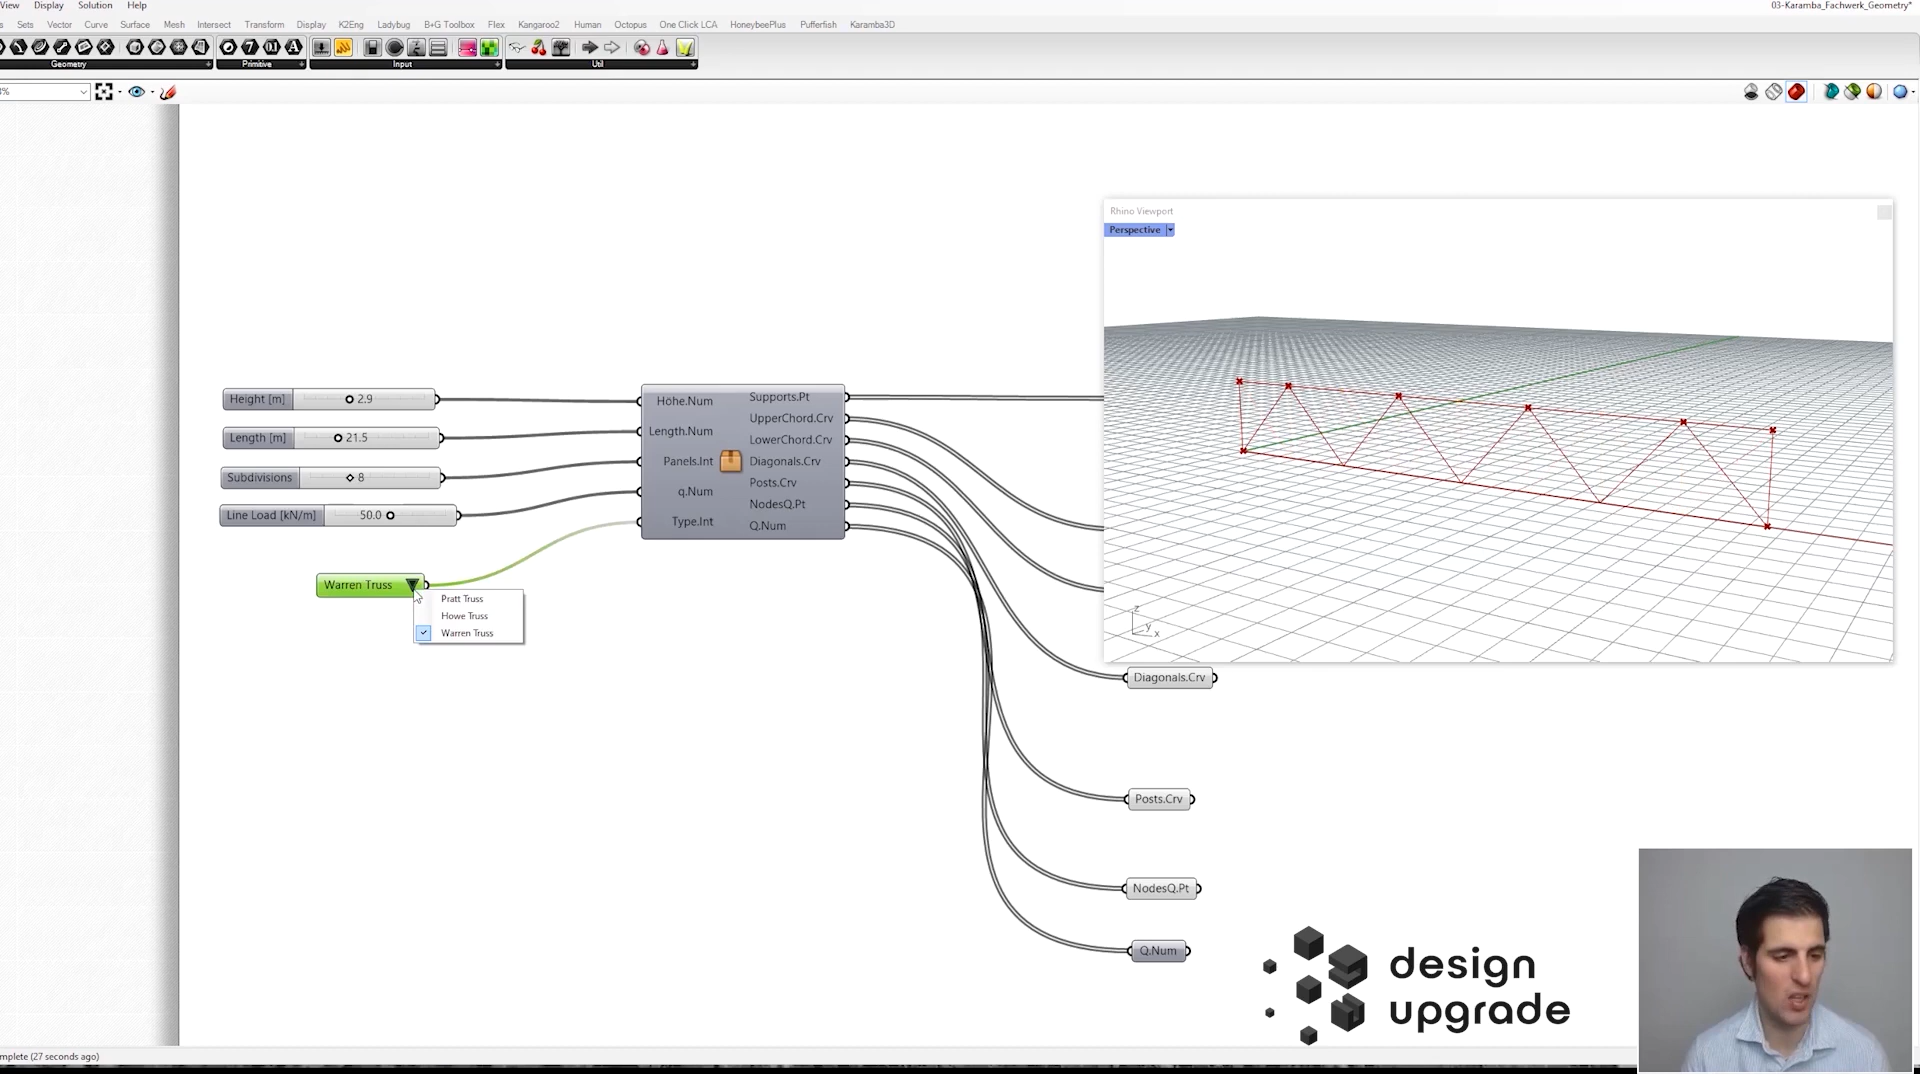 View Display Solution Help
03-Karamba_Fachwerk_Geometry*
Sets Vector Curve Surface Mesh Intersect Transform Display K2Eng Ladybug B+G Toolbox Flex Kangaroo2 Human Octopus One Click LCA HoneybeePlus Pufferfish Karamba3D
Geometry Primitive Input Util
Rhino Viewport
Perspective
Height [m] 2.9
Length [m] 21.5
Subdivisions 8
Line Load [kN/m] 50.0
Warren Truss
Pratt Truss
Howe Truss
Warren Truss
Höhe.Num
Length.Num
Panels.Int
q.Num
Type.Int
Supports.Pt
UpperChord.Crv
LowerChord.Crv
Diagonals.Crv
Posts.Crv
NodesQ.Pt
Q.Num
z
y
x
Diagonals.Crv
Posts.Crv
NodesQ.Pt
Q.Num
design
upgrade
mplete (27 seconds ago)